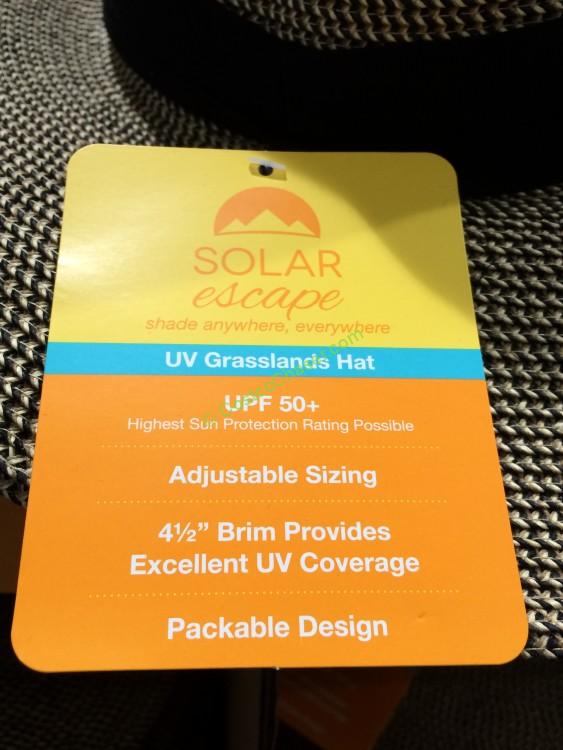 SOLAR
escape
shade anywhere, everywhere
UV Grasslands Hat
UPF 50+
Highest Sun Protection Rating Possible
Adjustable Sizing
4½” Brim Provides
Excellent UV Coverage
Packable Design